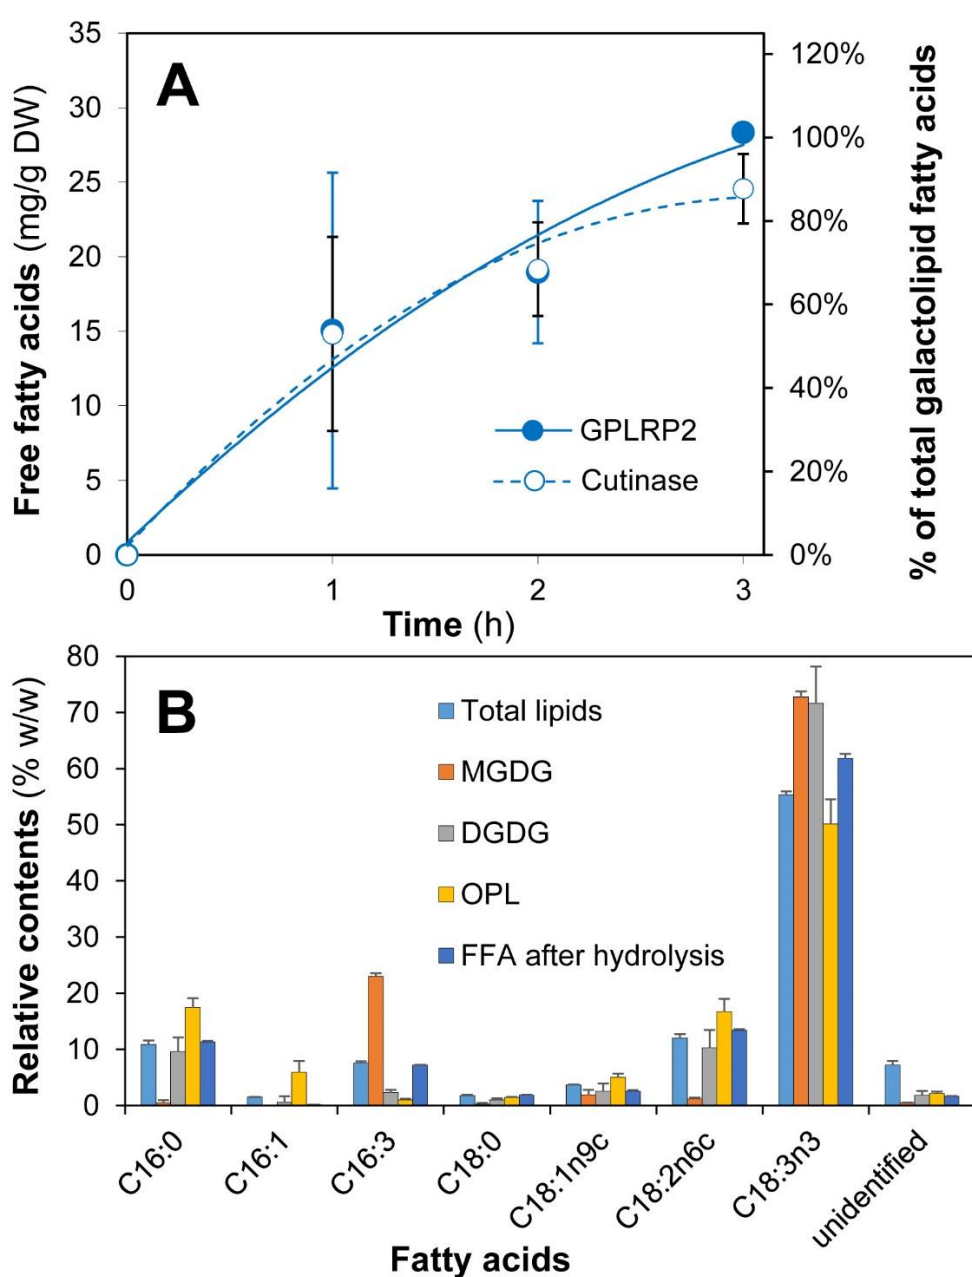 A
Free fatty acids (mg/g DW)
35
30
25
20
15
10
5
0
120%
100%
80%
60%
40%
20%
0%
% of total galactolipid fatty acids
GPLRP2
Cutinase
0 1 2 3
Time (h)
B
Relative contents (% w/w)
80
70
60
50
40
30
20
10
0
Total lipids
MGDG
DGDG
OPL
FFA after hydrolysis
C16:0
C16:1
C16:3
C18:0
C18:1n9c
C18:2n6c
C18:3n3
unidentified
Fatty acids